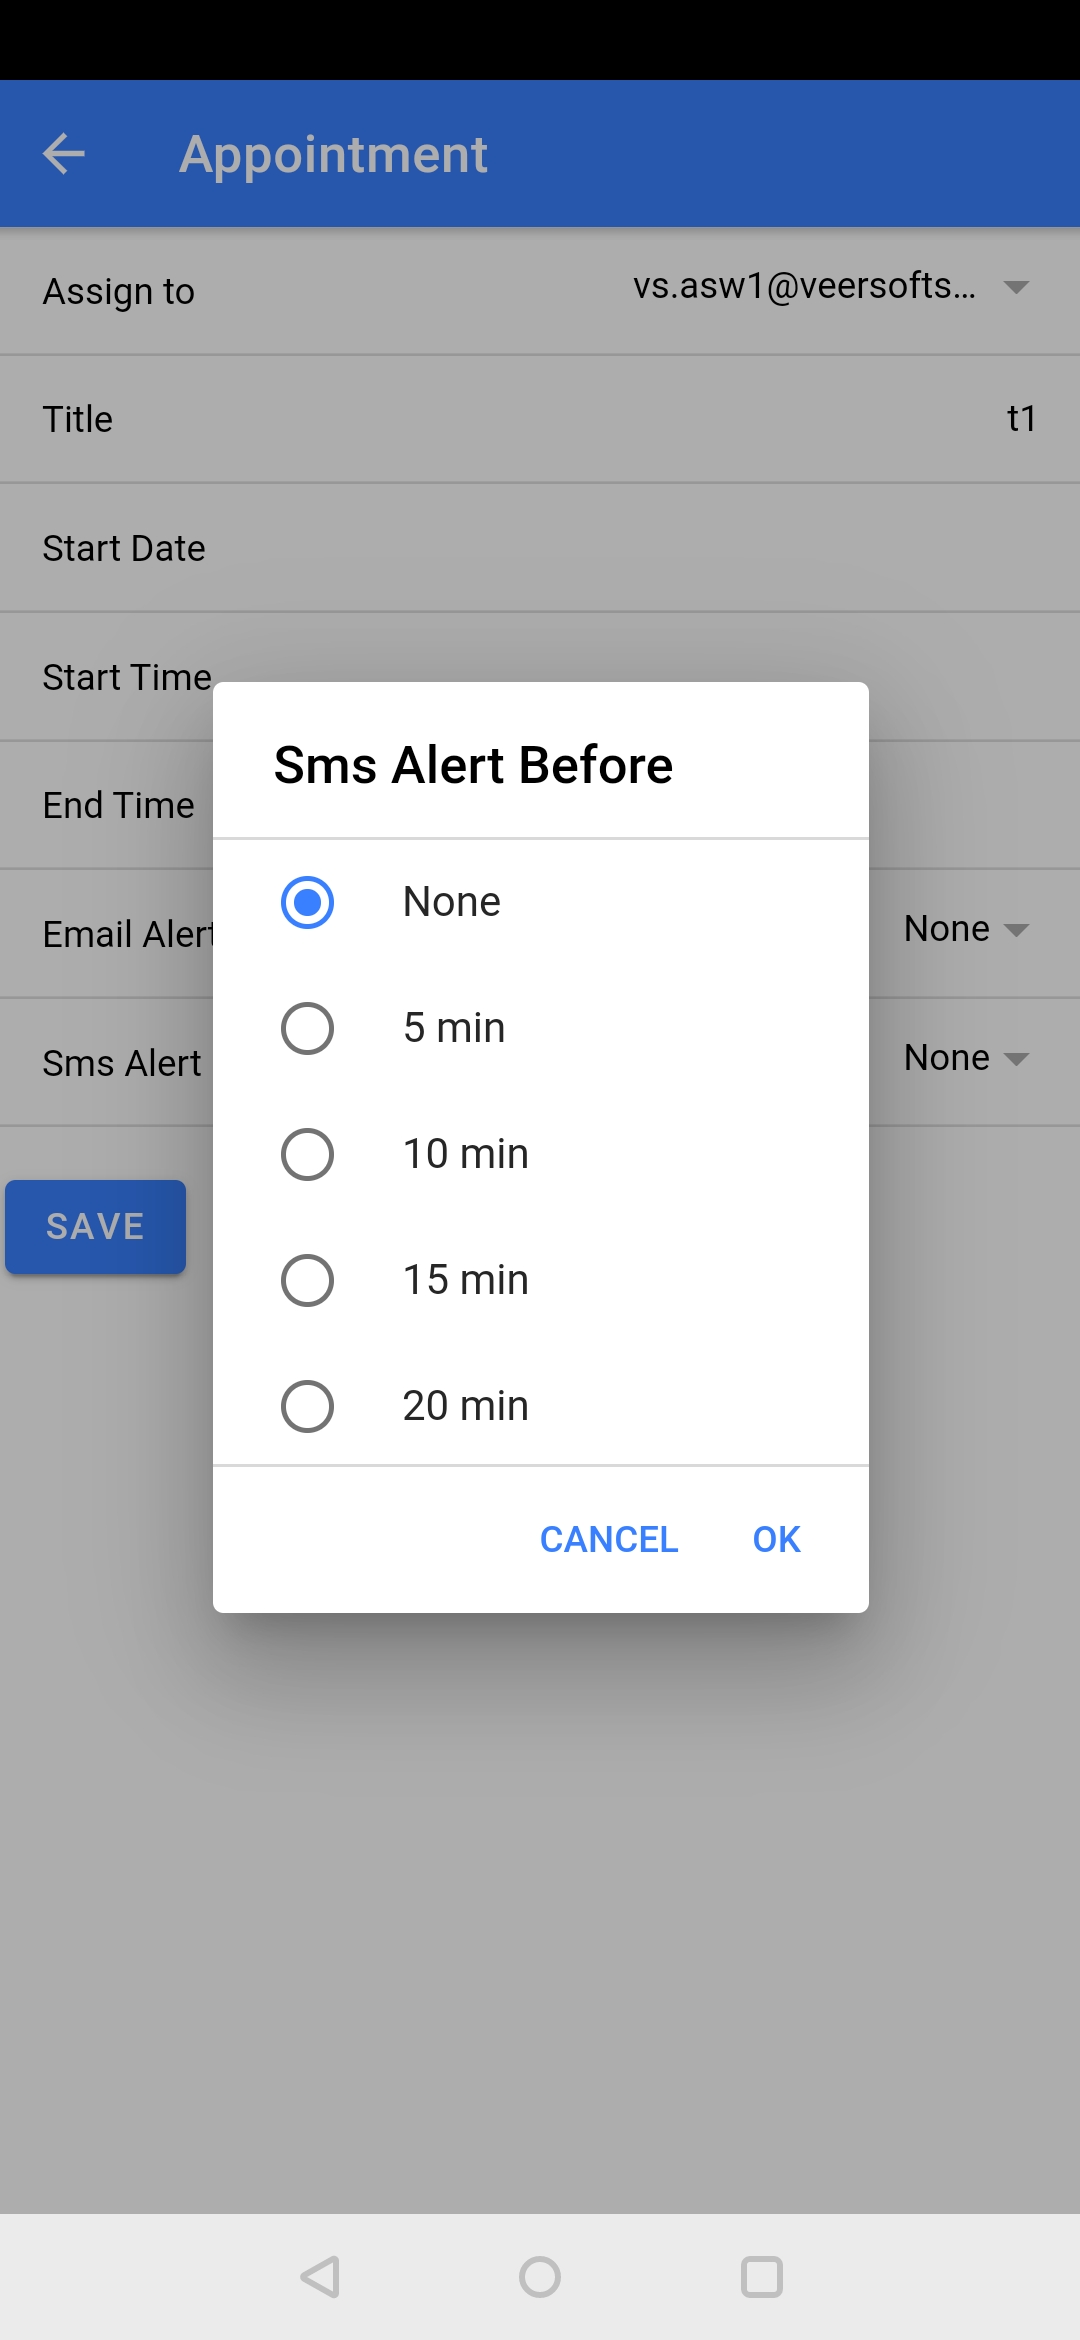 Appointment
Assign to vs.asw1@veersofts...
Title t1
Start Date
Start Time
End Time
Email Alert None
Sms Alert None
SAVE
Sms Alert Before
None
5 min
10 min
15 min
20 min
CANCEL OK